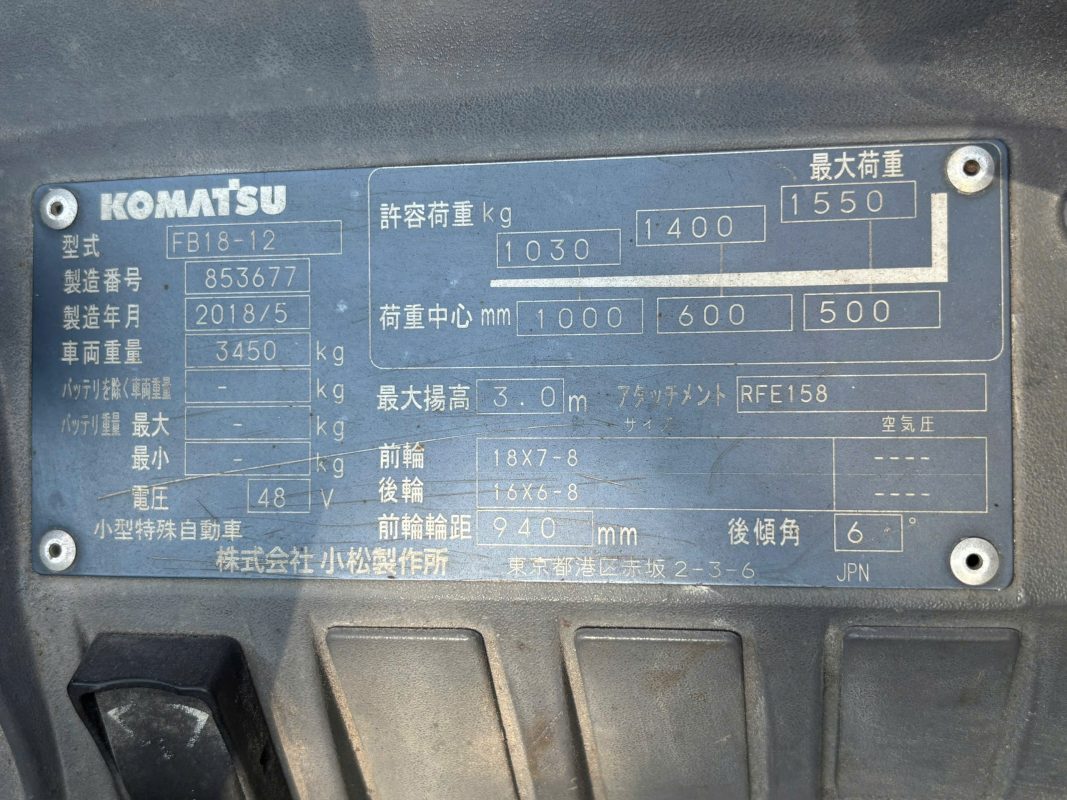 KOMATSU
型式 FB18-12
製造番号 853677
製造年月 2018/5
車両重量 3450 kg
バッテリを除く車両重量 - kg
バッテリ重量 最大 - kg
最小 - kg
電圧 48 V
小型特殊自動車
最大荷重
許容荷重 kg 1030 1400 1550
荷重中心 mm 1000 600 500
最大揚高 3.0 m アタッチメント RFE158
サイズ 空気圧
前輪 18X7-8 ----
後輪 16X6-8 ----
前輪輪距 940 mm 後傾角 6 °
株式会社 小松製作所 東京都港区赤坂2-3-6 JPN